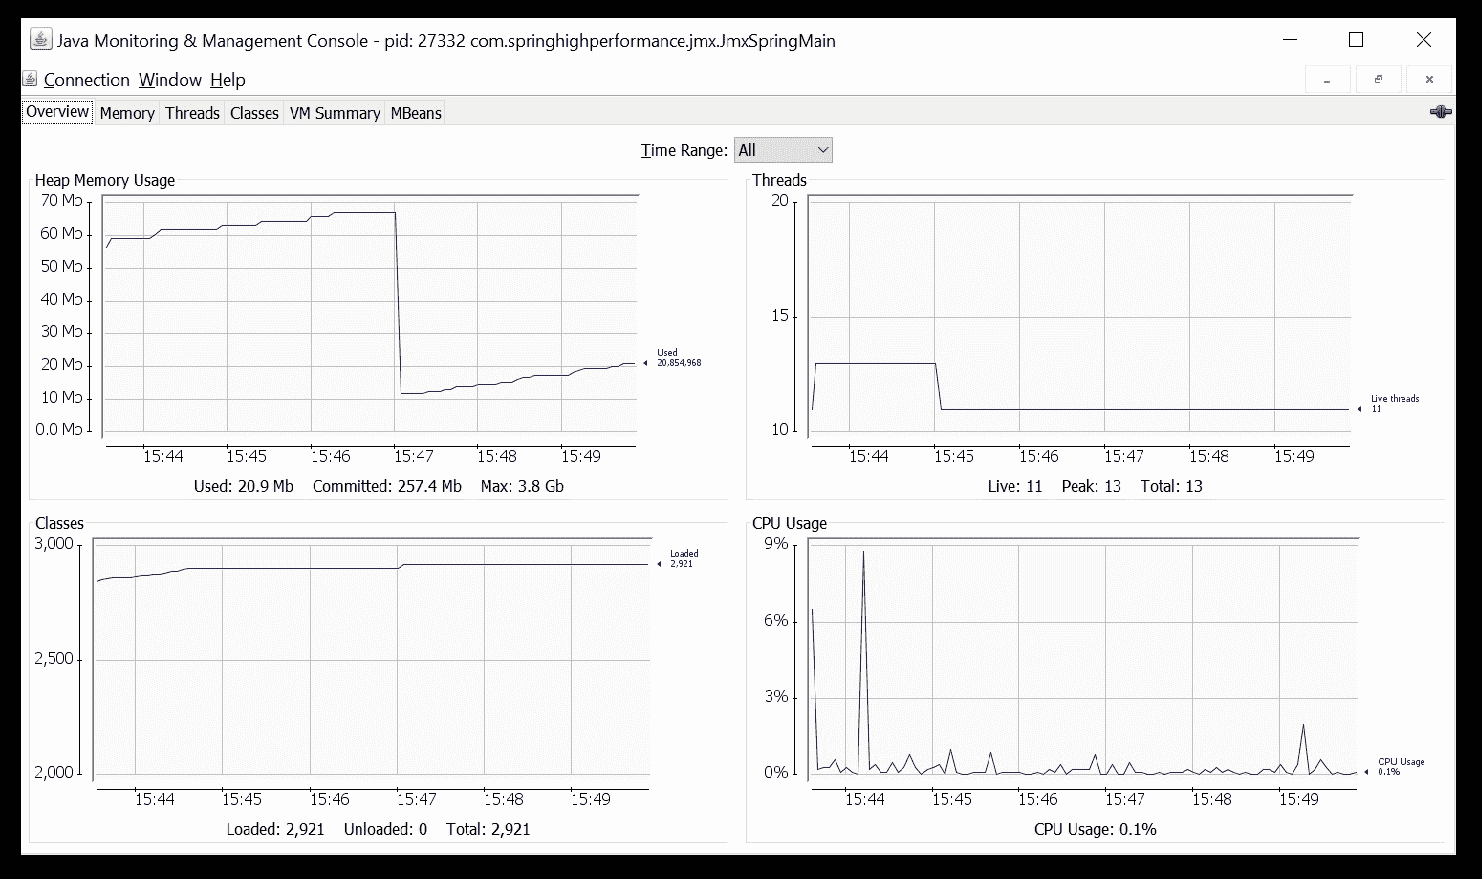 Java Monitoring & Management Console - pid: 27332 com.springhighperformance.jmx.JmxSpringMain
Connection Window Help
Overview Memory Threads Classes VM Summary MBeans
Time Range: All
Heap Memory Usage
70 Mb
60 Mb
50 Mb
40 Mb
30 Mb
20 Mb
10 Mb
0.0 Mb
Used
20,854,968
15:44 15:45 15:46 15:47 15:48 15:49
Used: 20.9 Mb Committed: 257.4 Mb Max: 3.8 Gb
Threads
20
15
10
Live threads
11
15:44 15:45 15:46 15:47 15:48 15:49
Live: 11 Peak: 13 Total: 13
Classes
3,000
2,500
2,000
Loaded
2,921
15:44 15:45 15:46 15:47 15:48 15:49
Loaded: 2,921 Unloaded: 0 Total: 2,921
CPU Usage
9%
6%
3%
0%
CPU Usage
0.1%
15:44 15:45 15:46 15:47 15:48 15:49
CPU Usage: 0.1%